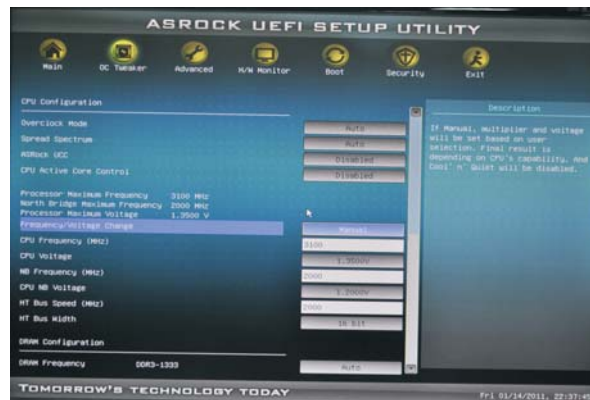 ASROCK UEFI SETUP UTILITY
Main
OC Tweaker
Advanced
H/W Monitor
Boot
Security
Exit
CPU Configuration
Overclock Mode
Auto
Spread Spectrum
Auto
ASRock UCC
Disabled
CPU Active Core Control
Disabled
Processor Maximum Frequency 3100 MHz
North Bridge Maximum Frequency 2000 MHz
Processor Maximum Voltage 1.3500 V
Frequency/Voltage Change
Manual
CPU Frequency (MHz)
3100
CPU Voltage
1.3500V
NB Frequency (MHz)
2000
CPU NB Voltage
1.2000V
HT Bus Speed (MHz)
2000
HT Bus Width
16 bit
DRAM Configuration
DRAM Frequency DDR3-1333
Auto
Description
If Manual, multiplier and voltage
will be set based on user
selection. Final result is
depending on CPU's capability. And
Cool' n' Quiet will be disabled.
TOMORROW'S TECHNOLOGY TODAY
Fri 01/14/2011, 22:37:45